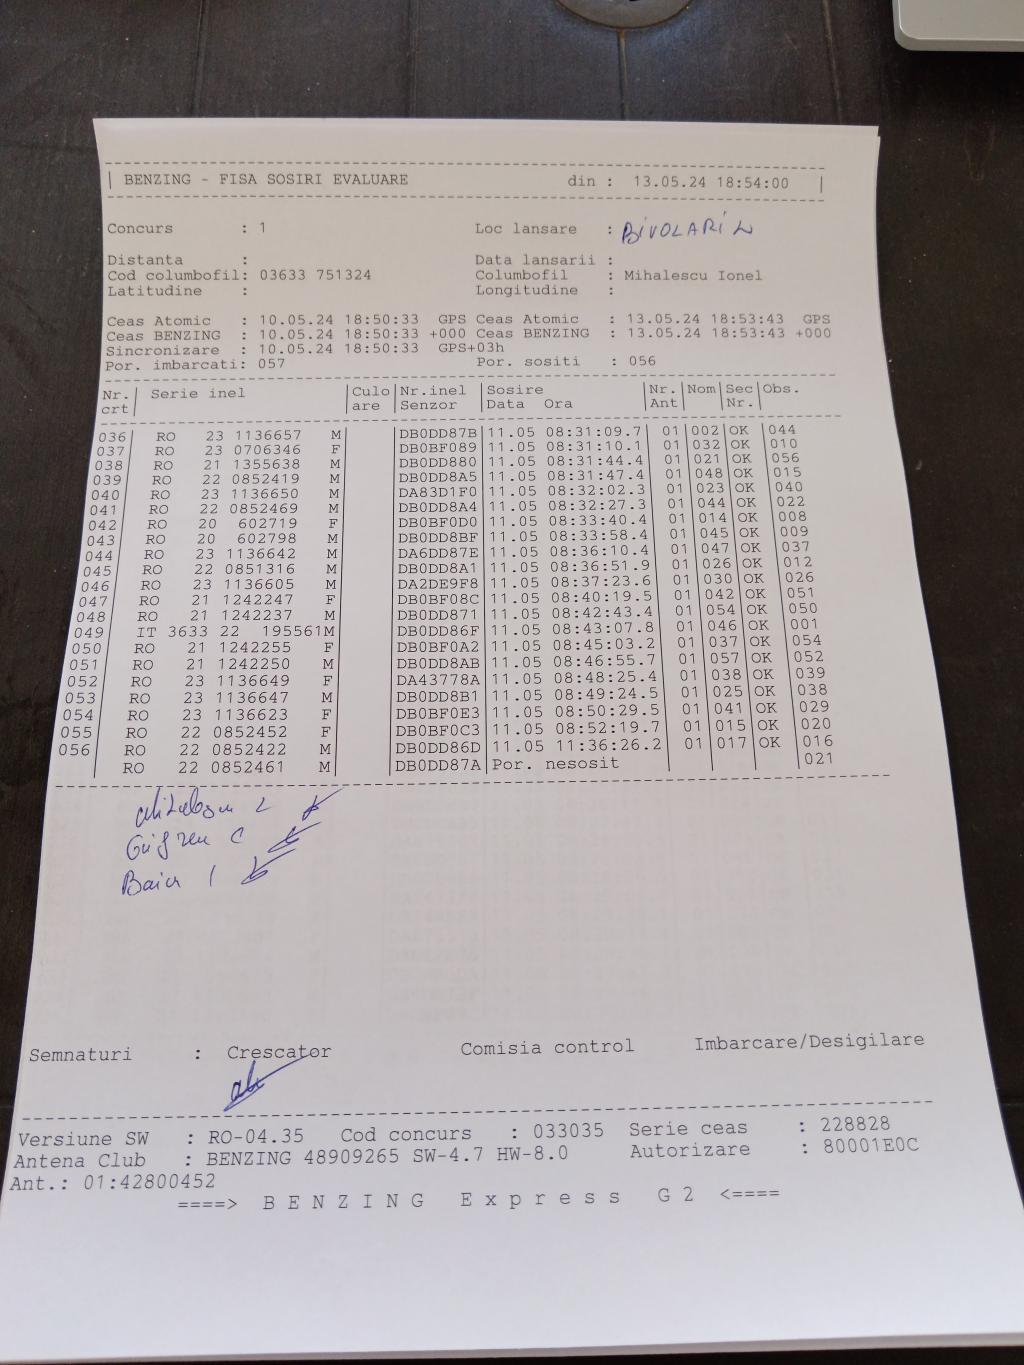 | BENZING - FISA SOSIRI EVALUARE din : 13.05.24 18:54:00 |
Concurs : 1 Loc lansare : BIVOLARI
Distanta : Data lansarii :
Cod columbofil: 03633 751324 Columbofil : Mihalescu Ionel
Latitudine : Longitudine :
Ceas Atomic : 10.05.24 18:50:33 GPS Ceas Atomic : 13.05.24 18:53:43 GPS
Ceas BENZING : 10.05.24 18:50:33 +000 Ceas BENZING : 13.05.24 18:53:43 +000
Sincronizare : 10.05.24 18:50:33 GPS+03h
Por. imbarcati: 057 Por. sositi : 056
Nr. | Serie inel |Culo|Nr.inel |Sosire |Nr.|Nom|Sec|Obs.
crt| |are |Senzor |Data Ora |Ant| |Nr.|
036| RO 23 1136657 M| |DB0DD87B|11.05 08:31:09.7| 01|002|OK |044
037| RO 23 0706346 F| |DB0BF089|11.05 08:31:10.1| 01|032|OK |010
038| RO 21 1355638 M| |DB0DD880|11.05 08:31:44.4| 01|021|OK |056
039| RO 22 0852419 M| |DB0DD8A5|11.05 08:31:47.4| 01|048|OK |015
040| RO 23 1136650 M| |DA83D1F0|11.05 08:32:02.3| 01|023|OK |040
041| RO 22 0852469 M| |DB0DD8A4|11.05 08:32:27.3| 01|044|OK |022
042| RO 20 602719 F| |DB0BF0D0|11.05 08:33:40.4| 01|014|OK |008
043| RO 20 602798 M| |DB0DD8BF|11.05 08:33:58.4| 01|045|OK |009
044| RO 23 1136642 M| |DA6DD87E|11.05 08:36:10.4| 01|047|OK |037
045| RO 22 0851316 M| |DB0DD8A1|11.05 08:36:51.9| 01|026|OK |012
046| RO 23 1136605 M| |DA2DE9F8|11.05 08:37:23.6| 01|030|OK |026
047| RO 21 1242247 F| |DB0BF08C|11.05 08:40:19.5| 01|042|OK |051
048| RO 21 1242237 M| |DB0DD871|11.05 08:42:43.4| 01|054|OK |050
049| IT 3633 22 195561M| |DB0DD86F|11.05 08:43:07.8| 01|046|OK |001
050| RO 21 1242255 F| |DB0BF0A2|11.05 08:45:03.2| 01|037|OK |054
051| RO 21 1242250 M| |DB0DD8AB|11.05 08:46:55.7| 01|057|OK |052
052| RO 23 1136649 F| |DA43778A|11.05 08:48:25.4| 01|038|OK |039
053| RO 23 1136647 M| |DB0DD8B1|11.05 08:49:24.5| 01|025|OK |038
054| RO 23 1136623 F| |DB0BF0E3|11.05 08:50:29.5| 01|041|OK |029
055| RO 22 0852452 F| |DB0BF0C3|11.05 08:52:19.7| 01|015|OK |020
056| RO 22 0852422 M| |DB0DD86D|11.05 11:36:26.2| 01|017|OK |016
| RO 22 0852461 M| |DB0DD87A|Por. nesosit | | | |021
Baicu I
Semnaturi : Crescator Comisia control Imbarcare/Desigilare
Versiune SW : RO-04.35 Cod concurs : 033035 Serie ceas : 228828
Antena Club : BENZING 48909265 SW-4.7 HW-8.0 Autorizare : 80001E0C
Ant.: 01:42800452
====> B E N Z I N G E x p r e s s G 2 <====